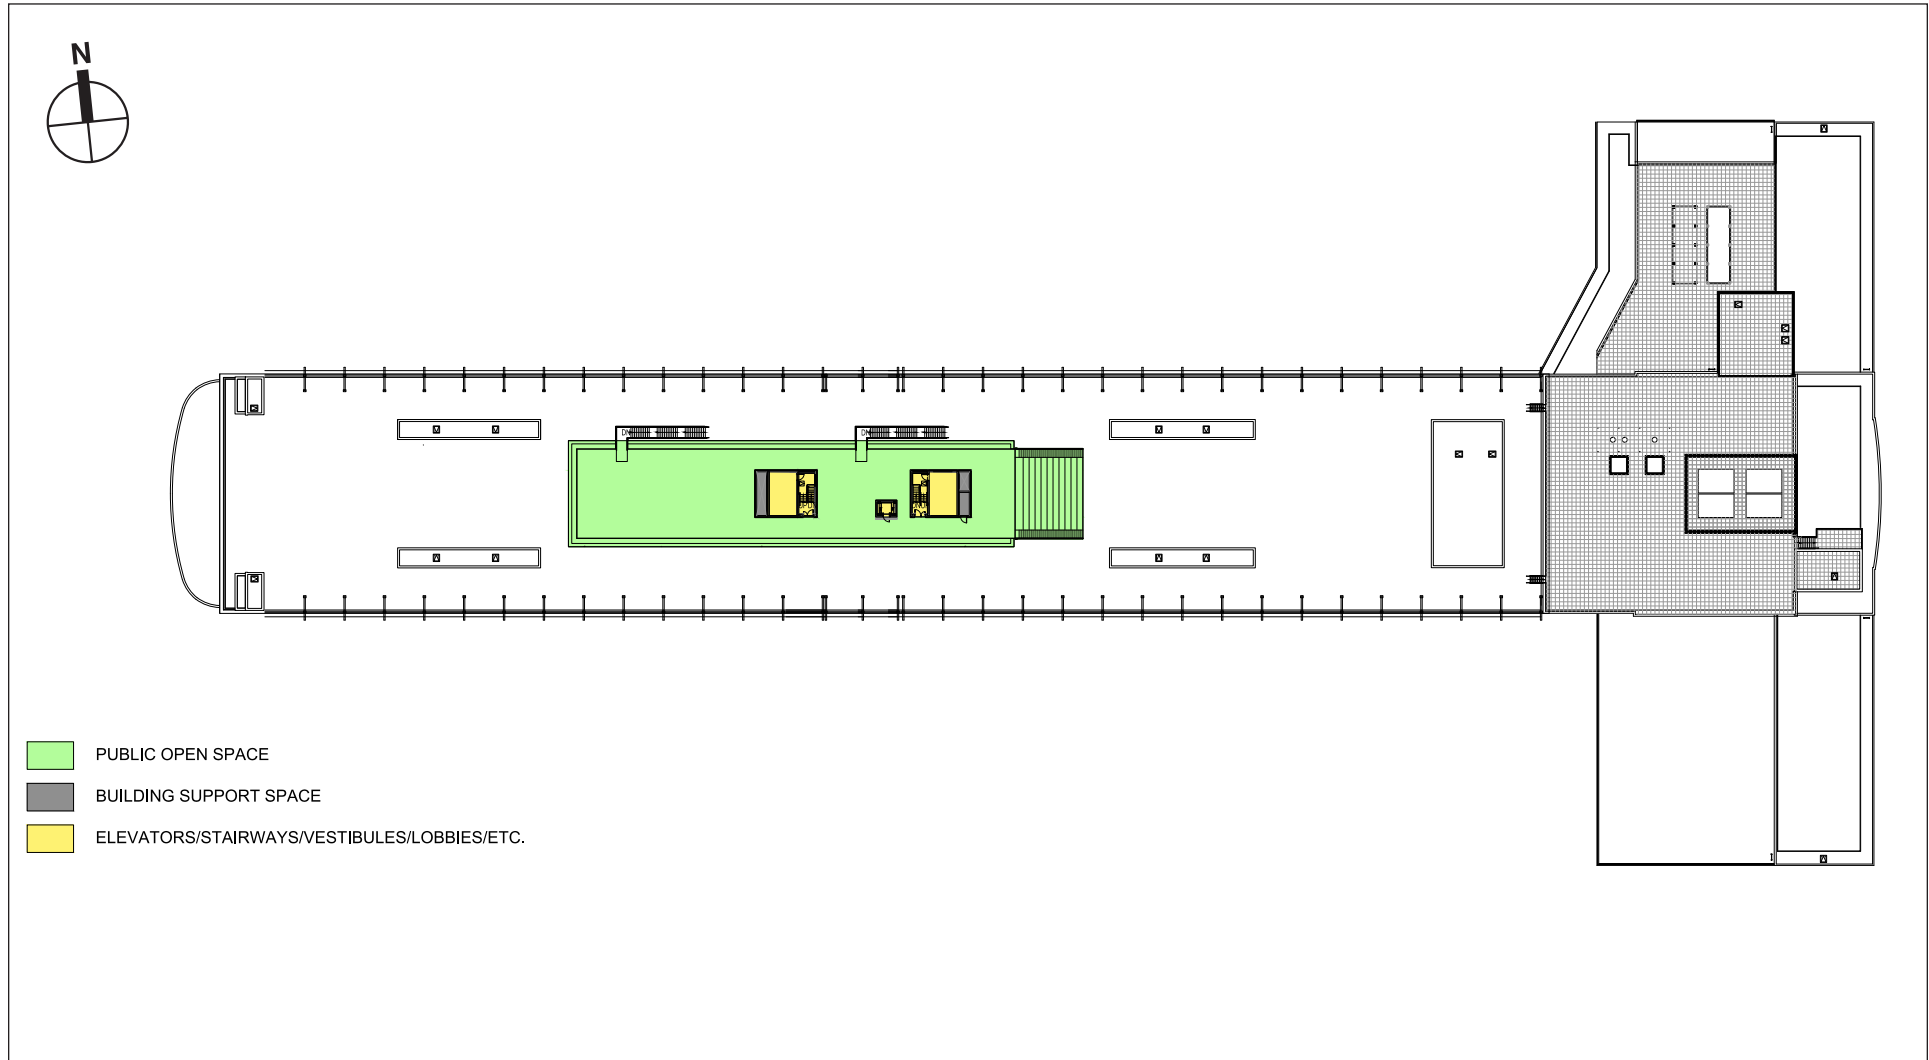 N
DN
DN
PUBLIC OPEN SPACE
BUILDING SUPPORT SPACE
ELEVATORS/STAIRWAYS/VESTIBULES/LOBBIES/ETC.